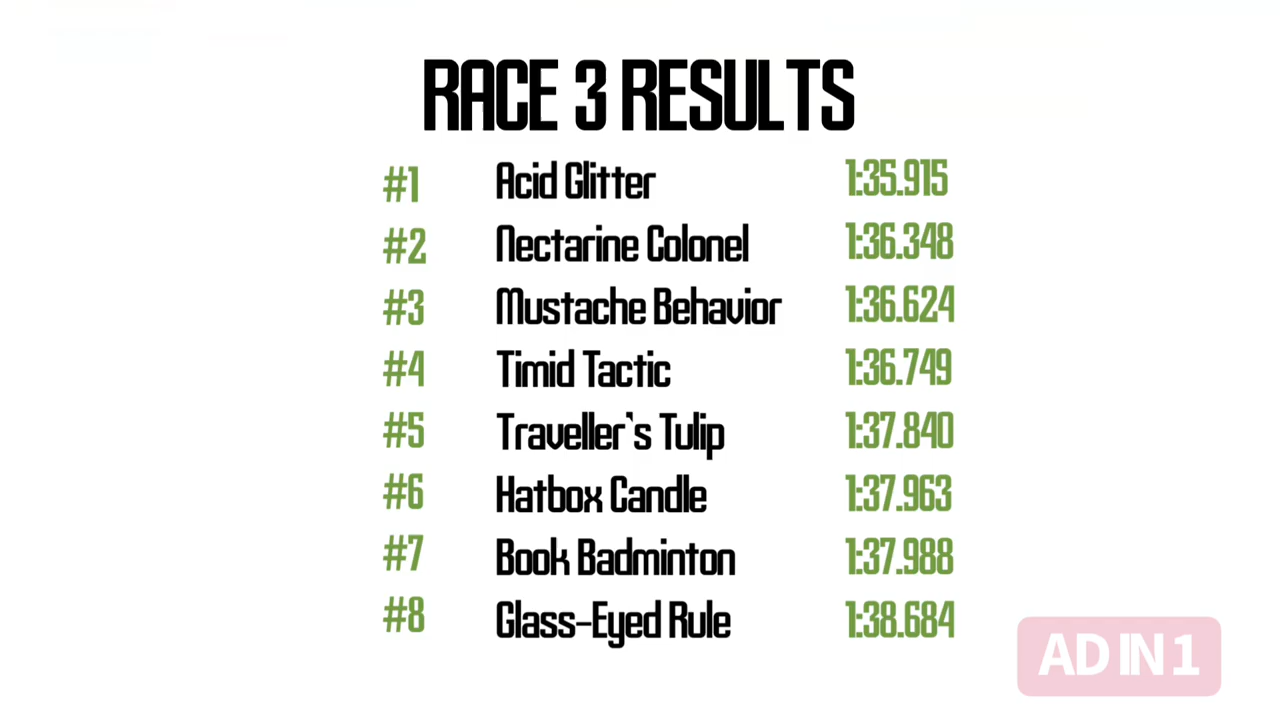 RACE 3 RESULTS
#1 Acid Glitter 1:35.915
#2 Nectarine Colonel 1:36.348
#3 Mustache Behavior 1:36.624
#4 Timid Tactic 1:36.749
#5 Traveller's Tulip 1:37.840
#6 Hatbox Candle 1:37.963
#7 Book Badminton 1:37.988
#8 Glass-Eyed Rule 1:38.684
AD IN 1